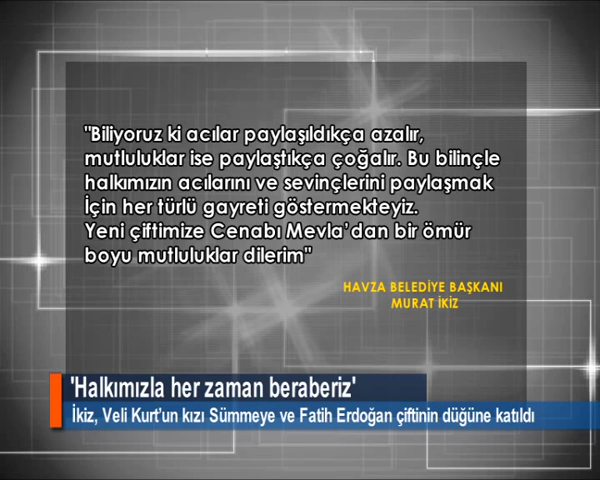 "Biliyoruz ki acılar paylaşıldıkça azalır,
mutluluklar ise paylaştıkça çoğalır. Bu bilinçle
halkımızın acılarını ve sevinçlerini paylaşmak
İçin her türlü gayreti göstermekteyiz.
Yeni çiftimize Cenabı Mevla'dan bir ömür
boyu mutluluklar dilerim"
HAVZA BELEDİYE BAŞKANI
MURAT İKİZ
'Halkımızla her zaman beraberiz'
İkiz, Veli Kurt'un kızı Sümmeye ve Fatih Erdoğan çiftinin düğüne katıldı